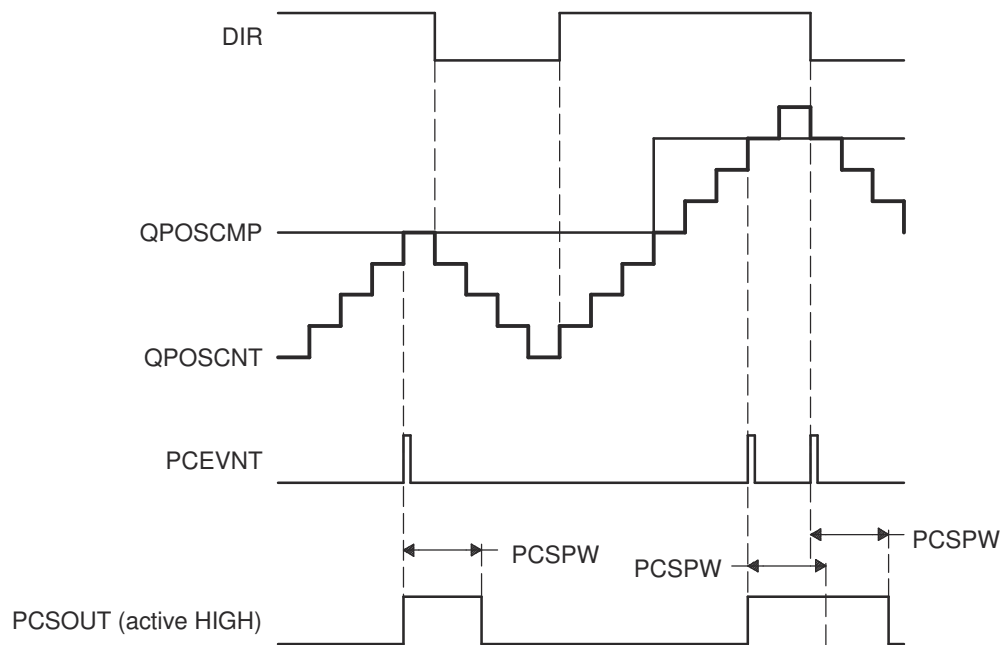 DIR
QPOSCMP
QPOSCNT
PCEVNT
PCSPW
PCSPW
PCSPW
PCSOUT (active HIGH)